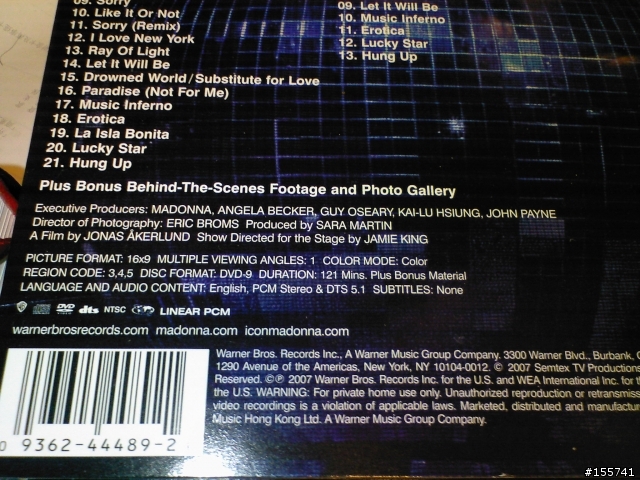 09. Sorry
10. Like It Or Not
11. Sorry (Remix)
12. I Love New York
13. Ray Of Light
14. Let It Will Be
15. Drowned World/Substitute for Love
16. Paradise (Not For Me)
17. Music Inferno
18. Erotica
19. La Isla Bonita
20. Lucky Star
21. Hung Up
09. Let It Will Be
10. Music Inferno
11. Erotica
12. Lucky Star
13. Hung Up
Plus Bonus Behind-The-Scenes Footage and Photo Gallery
Executive Producers: MADONNA, ANGELA BECKER, GUY OSEARY, KAI-LU HSIUNG, JOHN PAYNE
Director of Photography: ERIC BROMS Produced by SARA MARTIN
A Film by JONAS ÅKERLUND Show Directed for the Stage by JAMIE KING
PICTURE FORMAT: 16x9 MULTIPLE VIEWING ANGLES: 1 COLOR MODE: Color
REGION CODE: 3,4,5 DISC FORMAT: DVD-9 DURATION: 121 Mins. Plus Bonus Material
LANGUAGE AND AUDIO CONTENT: English, PCM Stereo & DTS 5.1 SUBTITLES: None
DVD dts NTSC LINEAR PCM
warnerbrosrecords.com madonna.com iconmadonna.com
Warner Bros. Records Inc., A Warner Music Group Company. 3300 Warner Blvd., Burbank, C
1290 Avenue of the Americas, New York, NY 10104-0012. © 2007 Semtex TV Productions
Reserved. ©℗ 2007 Warner Bros. Records Inc. for the U.S. and WEA International Inc. for
the U.S. WARNING: For private home use only. Unauthorized reproduction or retransmiss
video recordings is a violation of applicable laws. Marketed, distributed and manufactur
Music Hong Kong Ltd. A Warner Music Group Company.
0 9362-44489-2
#155741